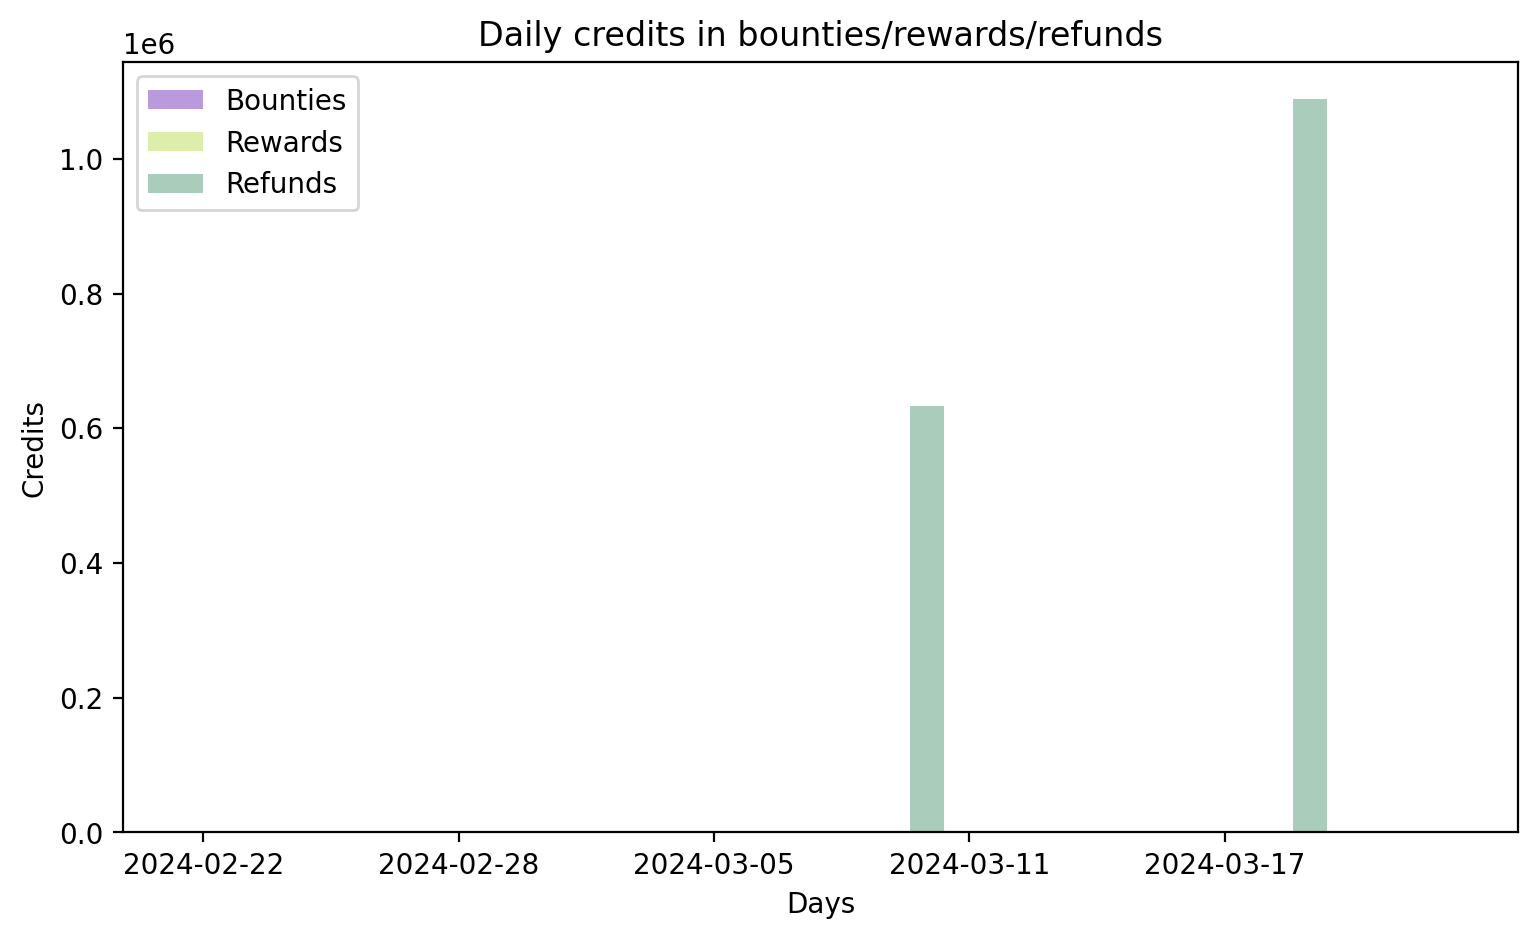 Daily credits in bounties/rewards/refunds
1e6
Bounties
Rewards
Refunds
1.0
0.8
0.6
0.4
0.2
0.0
Credits
2024-02-22 2024-02-28 2024-03-05 2024-03-11 2024-03-17
Days